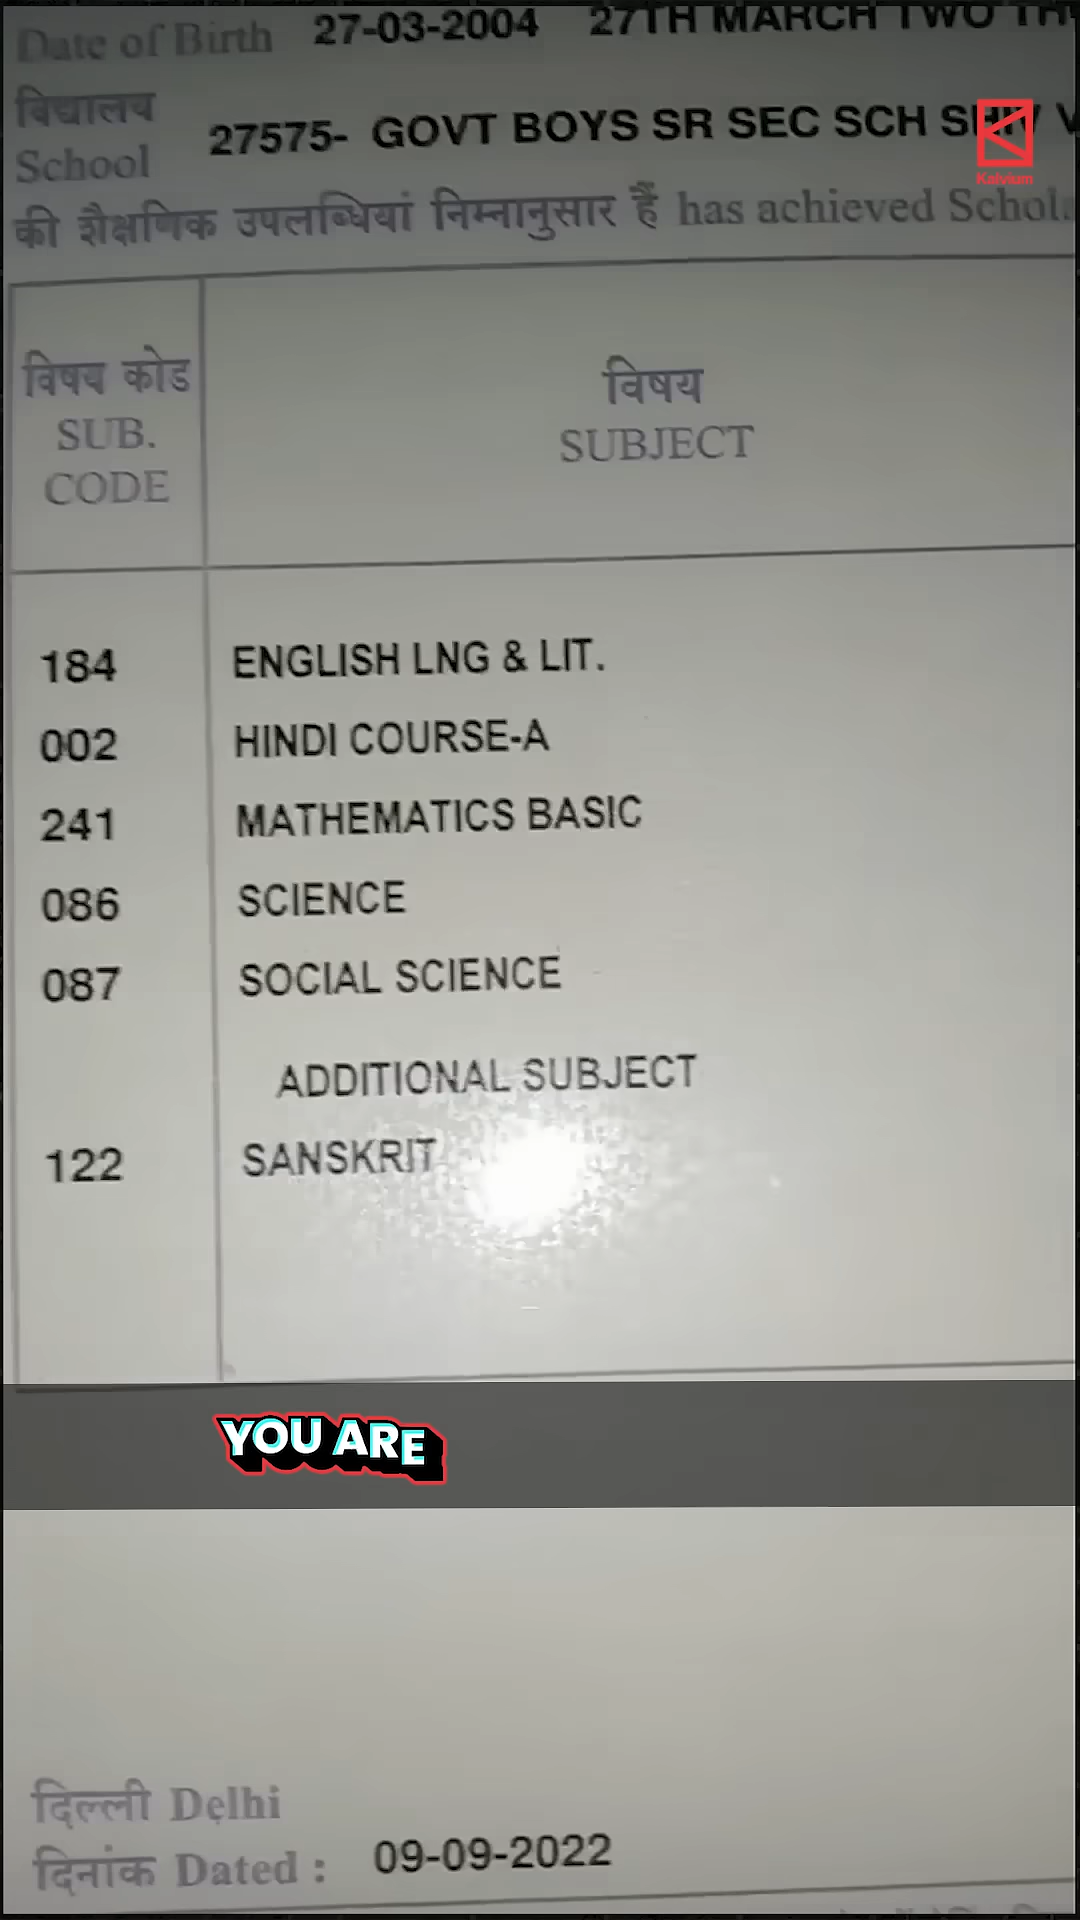 Date of Birth 27-03-2004 27TH MARCH TWO
विद्यालय
School 27575- GOVT BOYS SR SEC SCH
Kalvium
की शैक्षणिक उपलब्धियां निम्नानुसार हैं has achieved
विषय कोड
SUB.
CODE
विषय
SUBJECT
184 ENGLISH LNG & LIT.
002 HINDI COURSE-A
241 MATHEMATICS BASIC
086 SCIENCE
087 SOCIAL SCIENCE
ADDITIONAL SUBJECT
122 SANSKRIT
YOU ARE
दिल्ली Delhi
दिनांक Dated : 09-09-2022